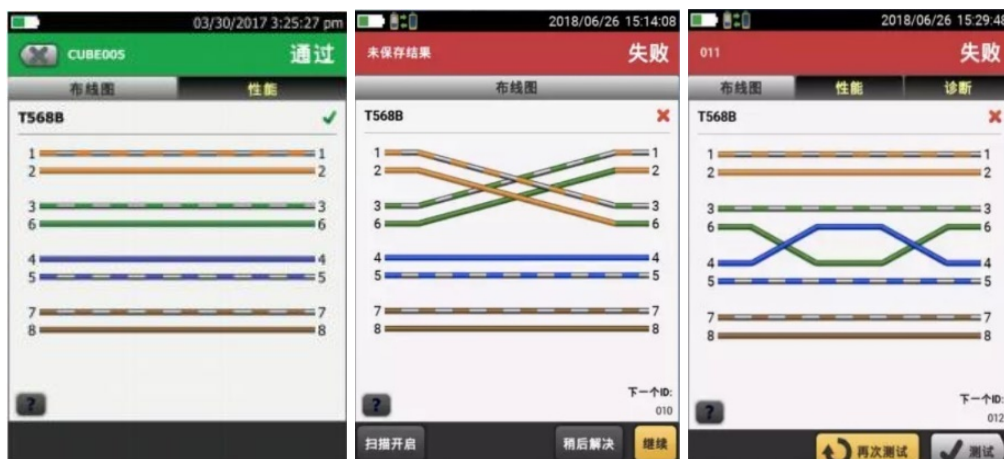 03/30/2017 3:25:27 pm
CUBE005
通过
布线图
性能
T568B
1 1
2 2
3 3
6 6
4 4
5 5
7 7
8 8
?
2018/06/26 15:14:08
未保存结果
失败
布线图
T568B
1 1
2 2
3 3
6 6
4 4
5 5
7 7
8 8
下一个ID:
010
?
扫描开启
稍后解决
继续
2018/06/26 15:29:48
011
失败
布线图
性能
诊断
T568B
1 1
2 2
3 3
6 6
4 4
5 5
7 7
8 8
下一个ID:
012
?
再次测试
测试